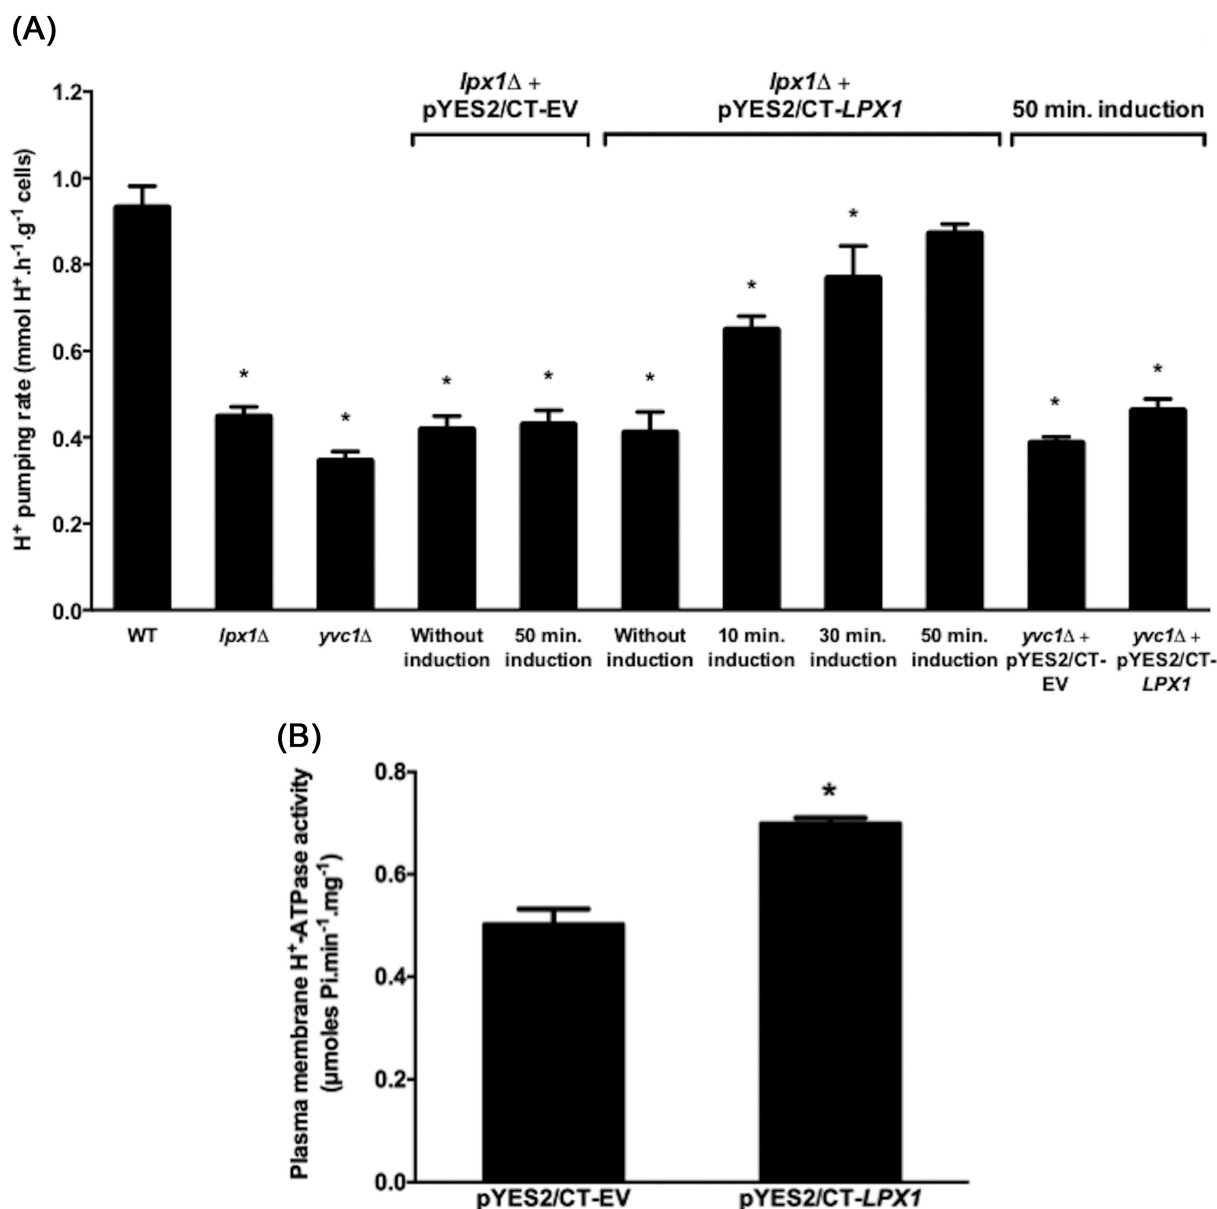 (A)
lpx1Δ +
pYES2/CT-EV
lpx1Δ +
pYES2/CT-LPX1
50 min. induction
H⁺ pumping rate (mmol H⁺.h⁻¹.g⁻¹ cells)
1.2
1.0
0.8
0.6
0.4
0.2
0.0
*
*
*
*
*
*
*
*
*
WT
lpx1Δ
yvc1Δ
Without
induction
50 min.
induction
Without
induction
10 min.
induction
30 min.
induction
50 min.
induction
yvc1Δ +
pYES2/CT-
EV
yvc1Δ +
pYES2/CT-
LPX1
(B)
Plasma membrane H⁺-ATPase activity
(µmoles Pi.min⁻¹.mg⁻¹)
0.8
0.6
0.4
0.2
0.0
*
pYES2/CT-EV
pYES2/CT-LPX1